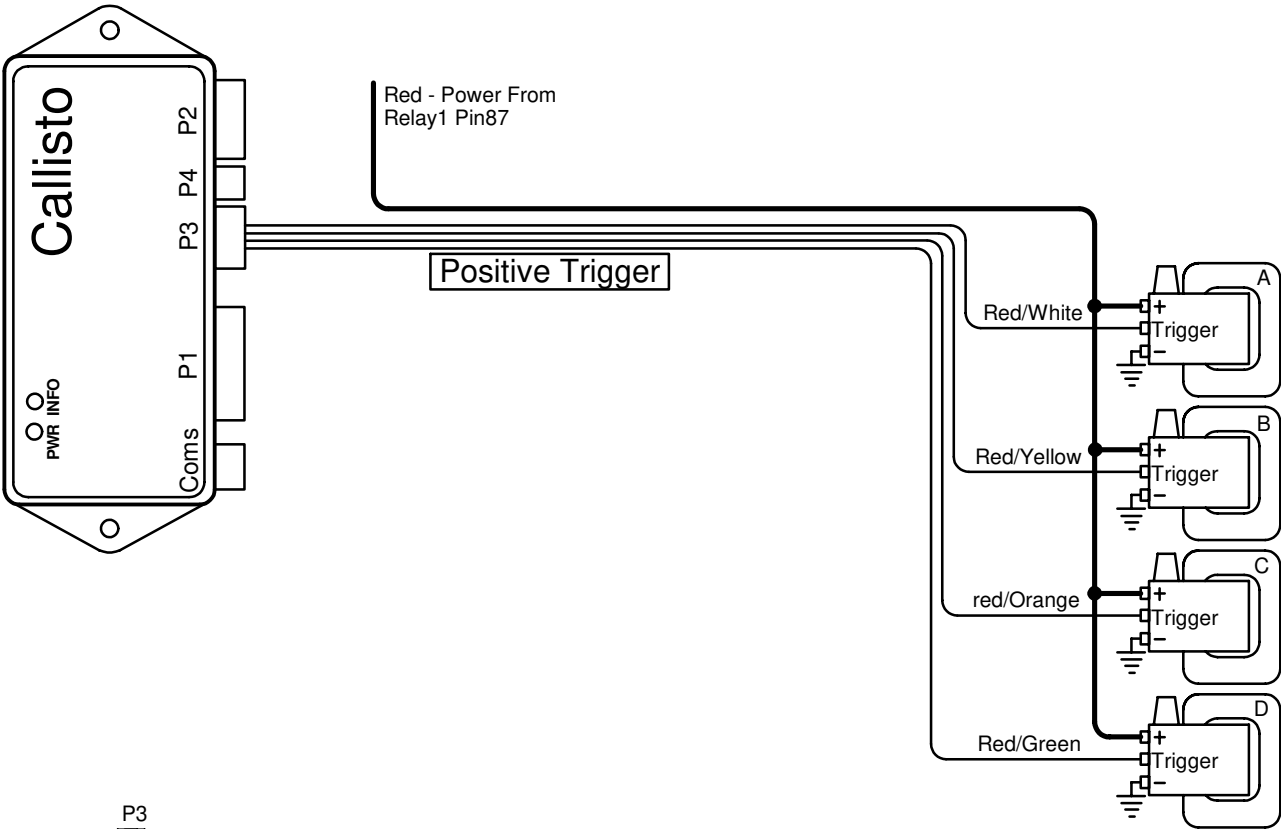 Callisto
P2
P4
P3
P1
Coms
PWR
INFO
Red - Power From
Relay1 Pin87
Positive Trigger
Red/White
A
+
Trigger
-
Red/Yellow
B
+
Trigger
-
red/Orange
C
+
Trigger
-
Red/Green
D
+
Trigger
-
P3